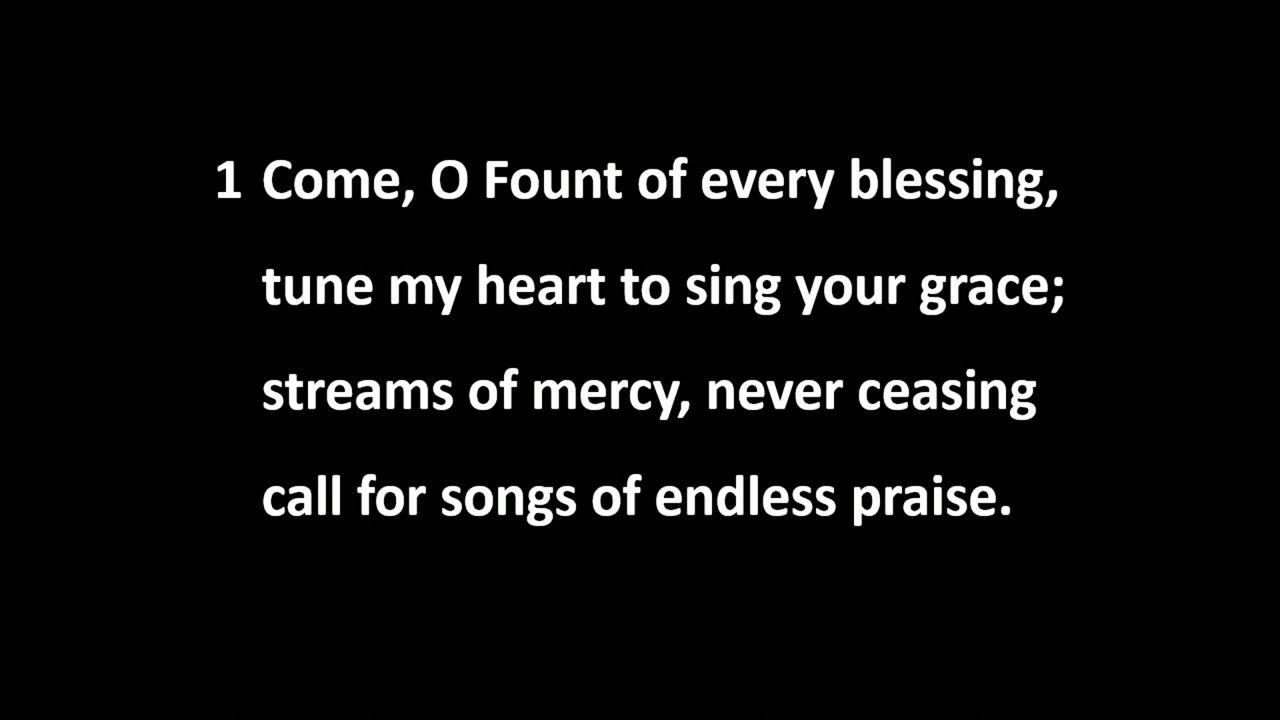 1 Come, O Fount of every blessing,
tune my heart to sing your grace;
streams of mercy, never ceasing
call for songs of endless praise.